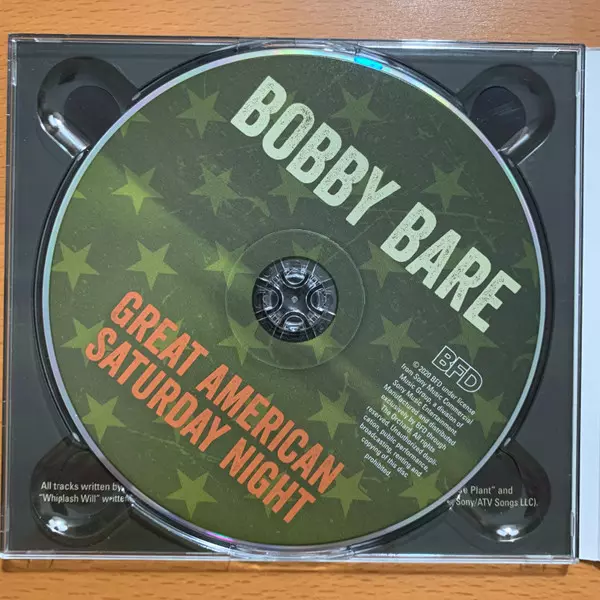 BOBBY BARE
GREAT AMERICAN
SATURDAY NIGHT
BFD
© 2020 BFD under license
from Sony Music Commercial
Music Group, a division of
Sony Music Entertainment.
Manufactured and distributed
exclusively by BFD through
The Orchard. All rights
reserved. Unauthorized dupli-
cation, public performance,
broadcasting, renting and
copying of this disc
prohibited.
All tracks written by
e Plant" and
"Whiplash Will" writte
Sony/ATV Songs LLC).